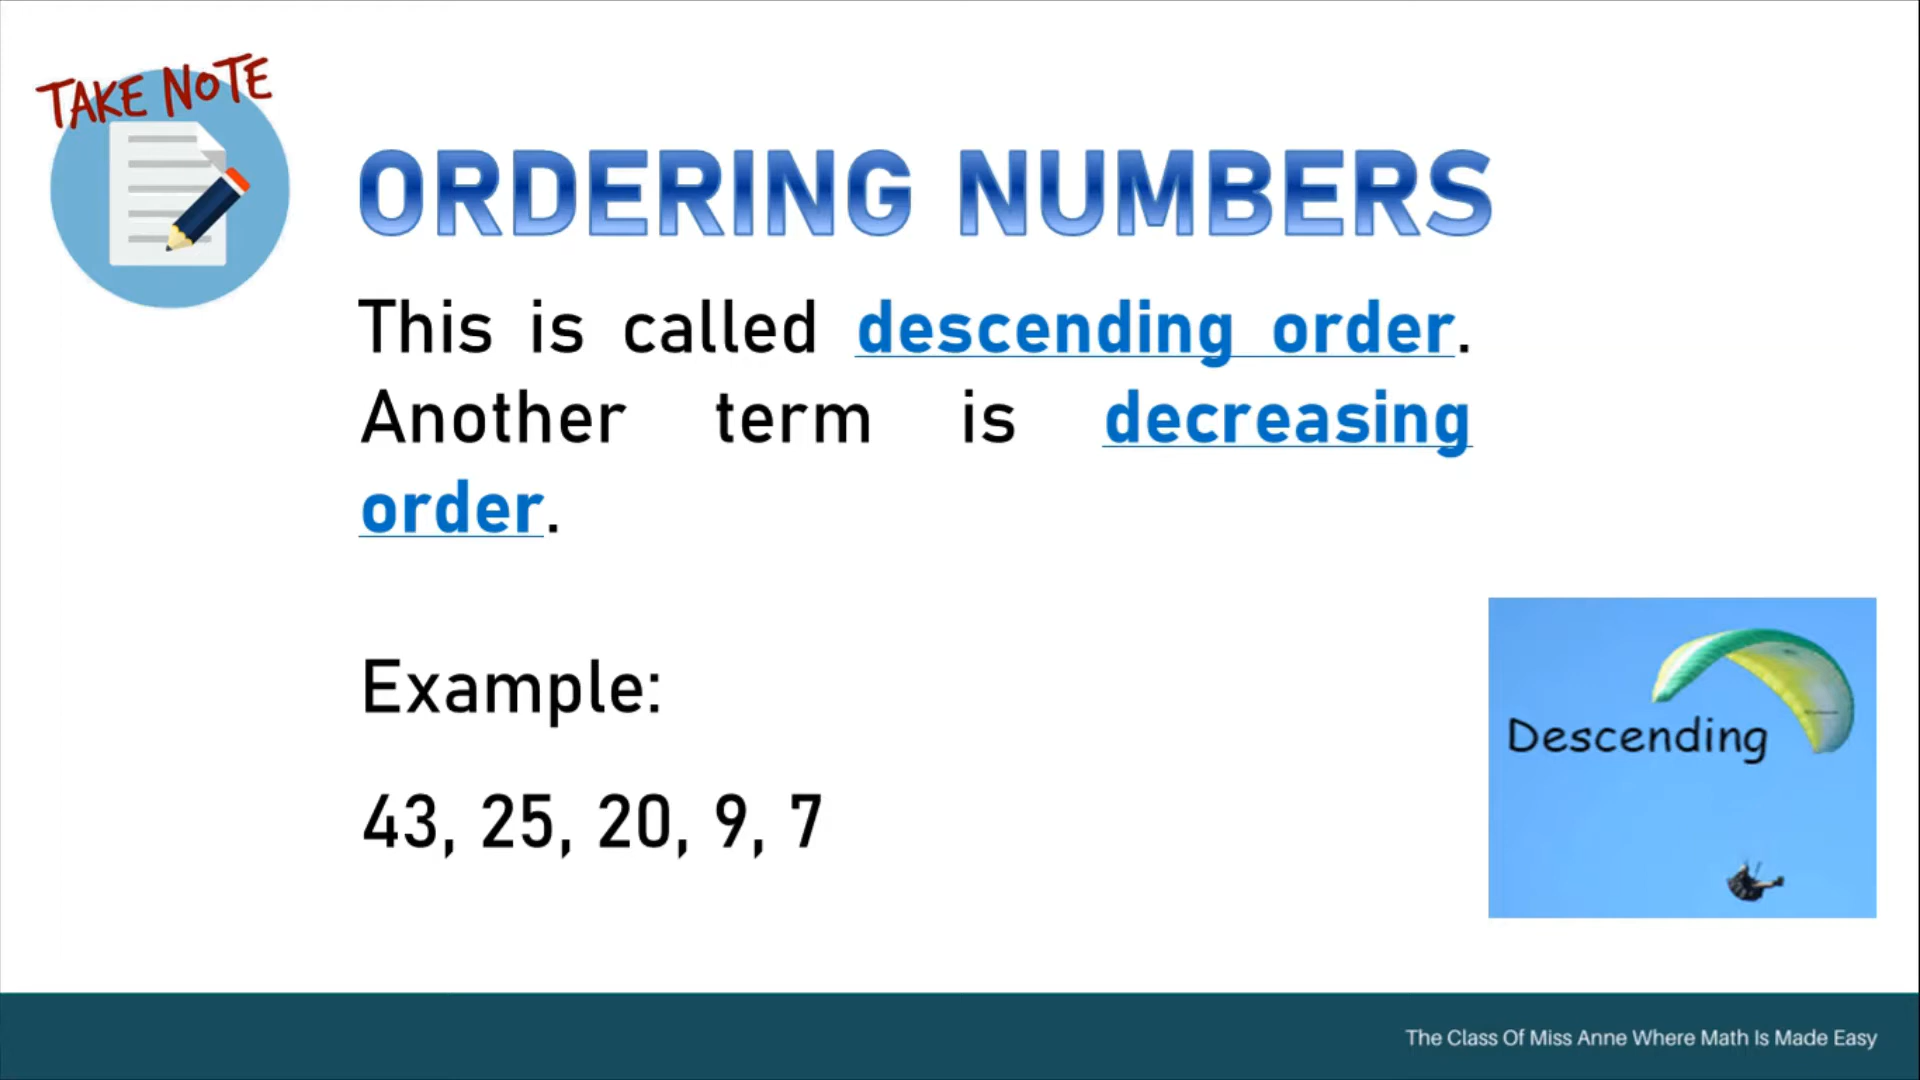 TAKE NOTE
ORDERING NUMBERS
This is called descending order.
Another term is decreasing
order.
Example:
43, 25, 20, 9, 7
Descending
The Class Of Miss Anne Where Math Is Made Easy